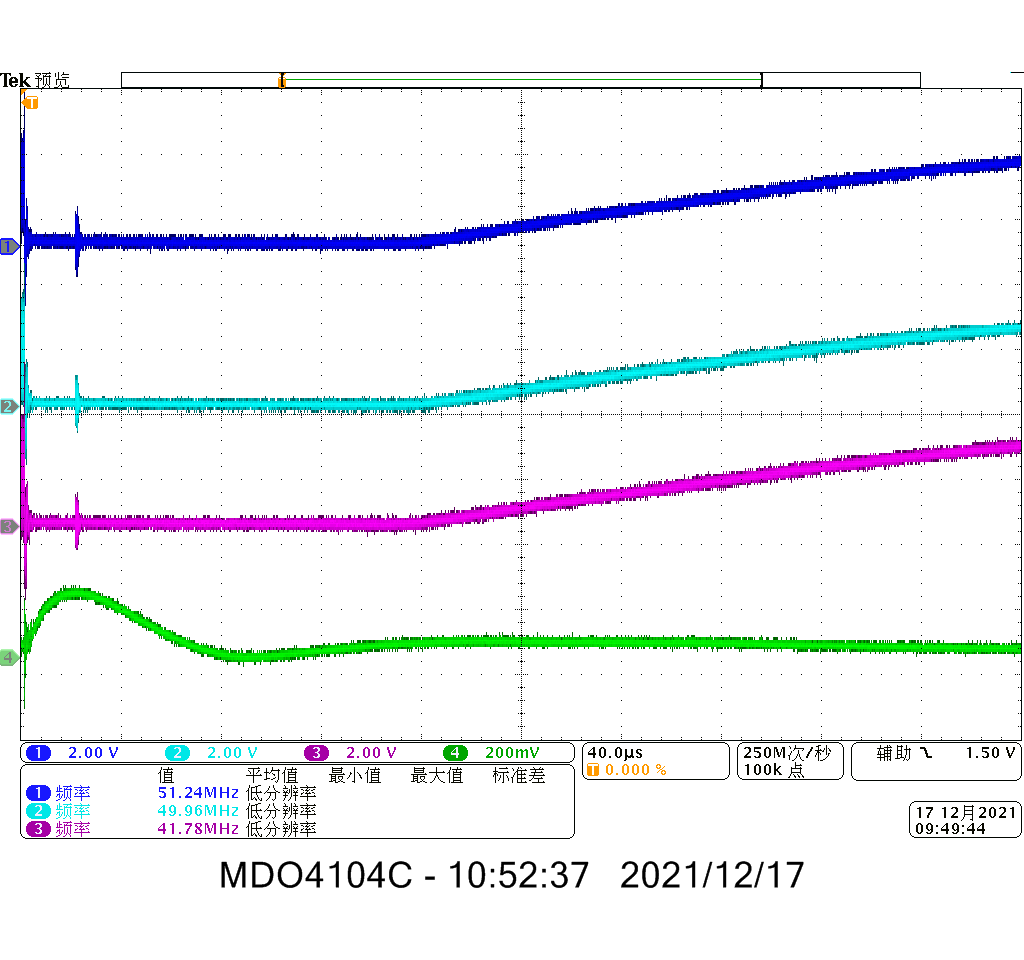 Tek 预览
T
1
2
3
4
1 2.00 V 2 2.00 V 3 2.00 V 4 200mV
40.0µs
T 0.000 %
250M次/秒
100k 点
辅助 1.50 V
值 平均值 最小值 最大值 标准差
1 频率 51.24MHz 低分辨率
2 频率 49.96MHz 低分辨率
3 频率 41.78MHz 低分辨率
17 12月2021
09:49:44
MDO4104C - 10:52:37 2021/12/17